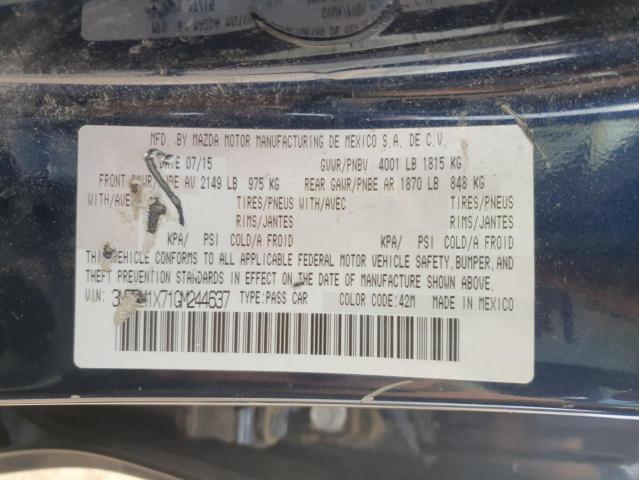 MFD. BY MAZDA MOTOR MANUFACTURING DE MEXICO S.A. DE C.V.
DATE 07/15 GVWR/PNBV 4001 LB 1815 KG
FRONT GAWR/PNBE AV 2149 LB 975 KG REAR GAWR/PNBE AR 1870 LB 848 KG
WITH/AVEC TIRES/PNEUS WITH/AVEC TIRES/PNEUS
RIMS/JANTES RIMS/JANTES
KPA/ PSI COLD/A FROID KPA/ PSI COLD/A FROID
THIS VEHICLE CONFORMS TO ALL APPLICABLE FEDERAL MOTOR VEHICLE SAFETY, BUMPER, AND
THEFT PREVENTION STANDARDS IN EFFECT ON THE DATE OF MANUFACTURE SHOWN ABOVE.
VIN: TYPE:PASS CAR COLOR CODE:42M MADE IN MEXICO